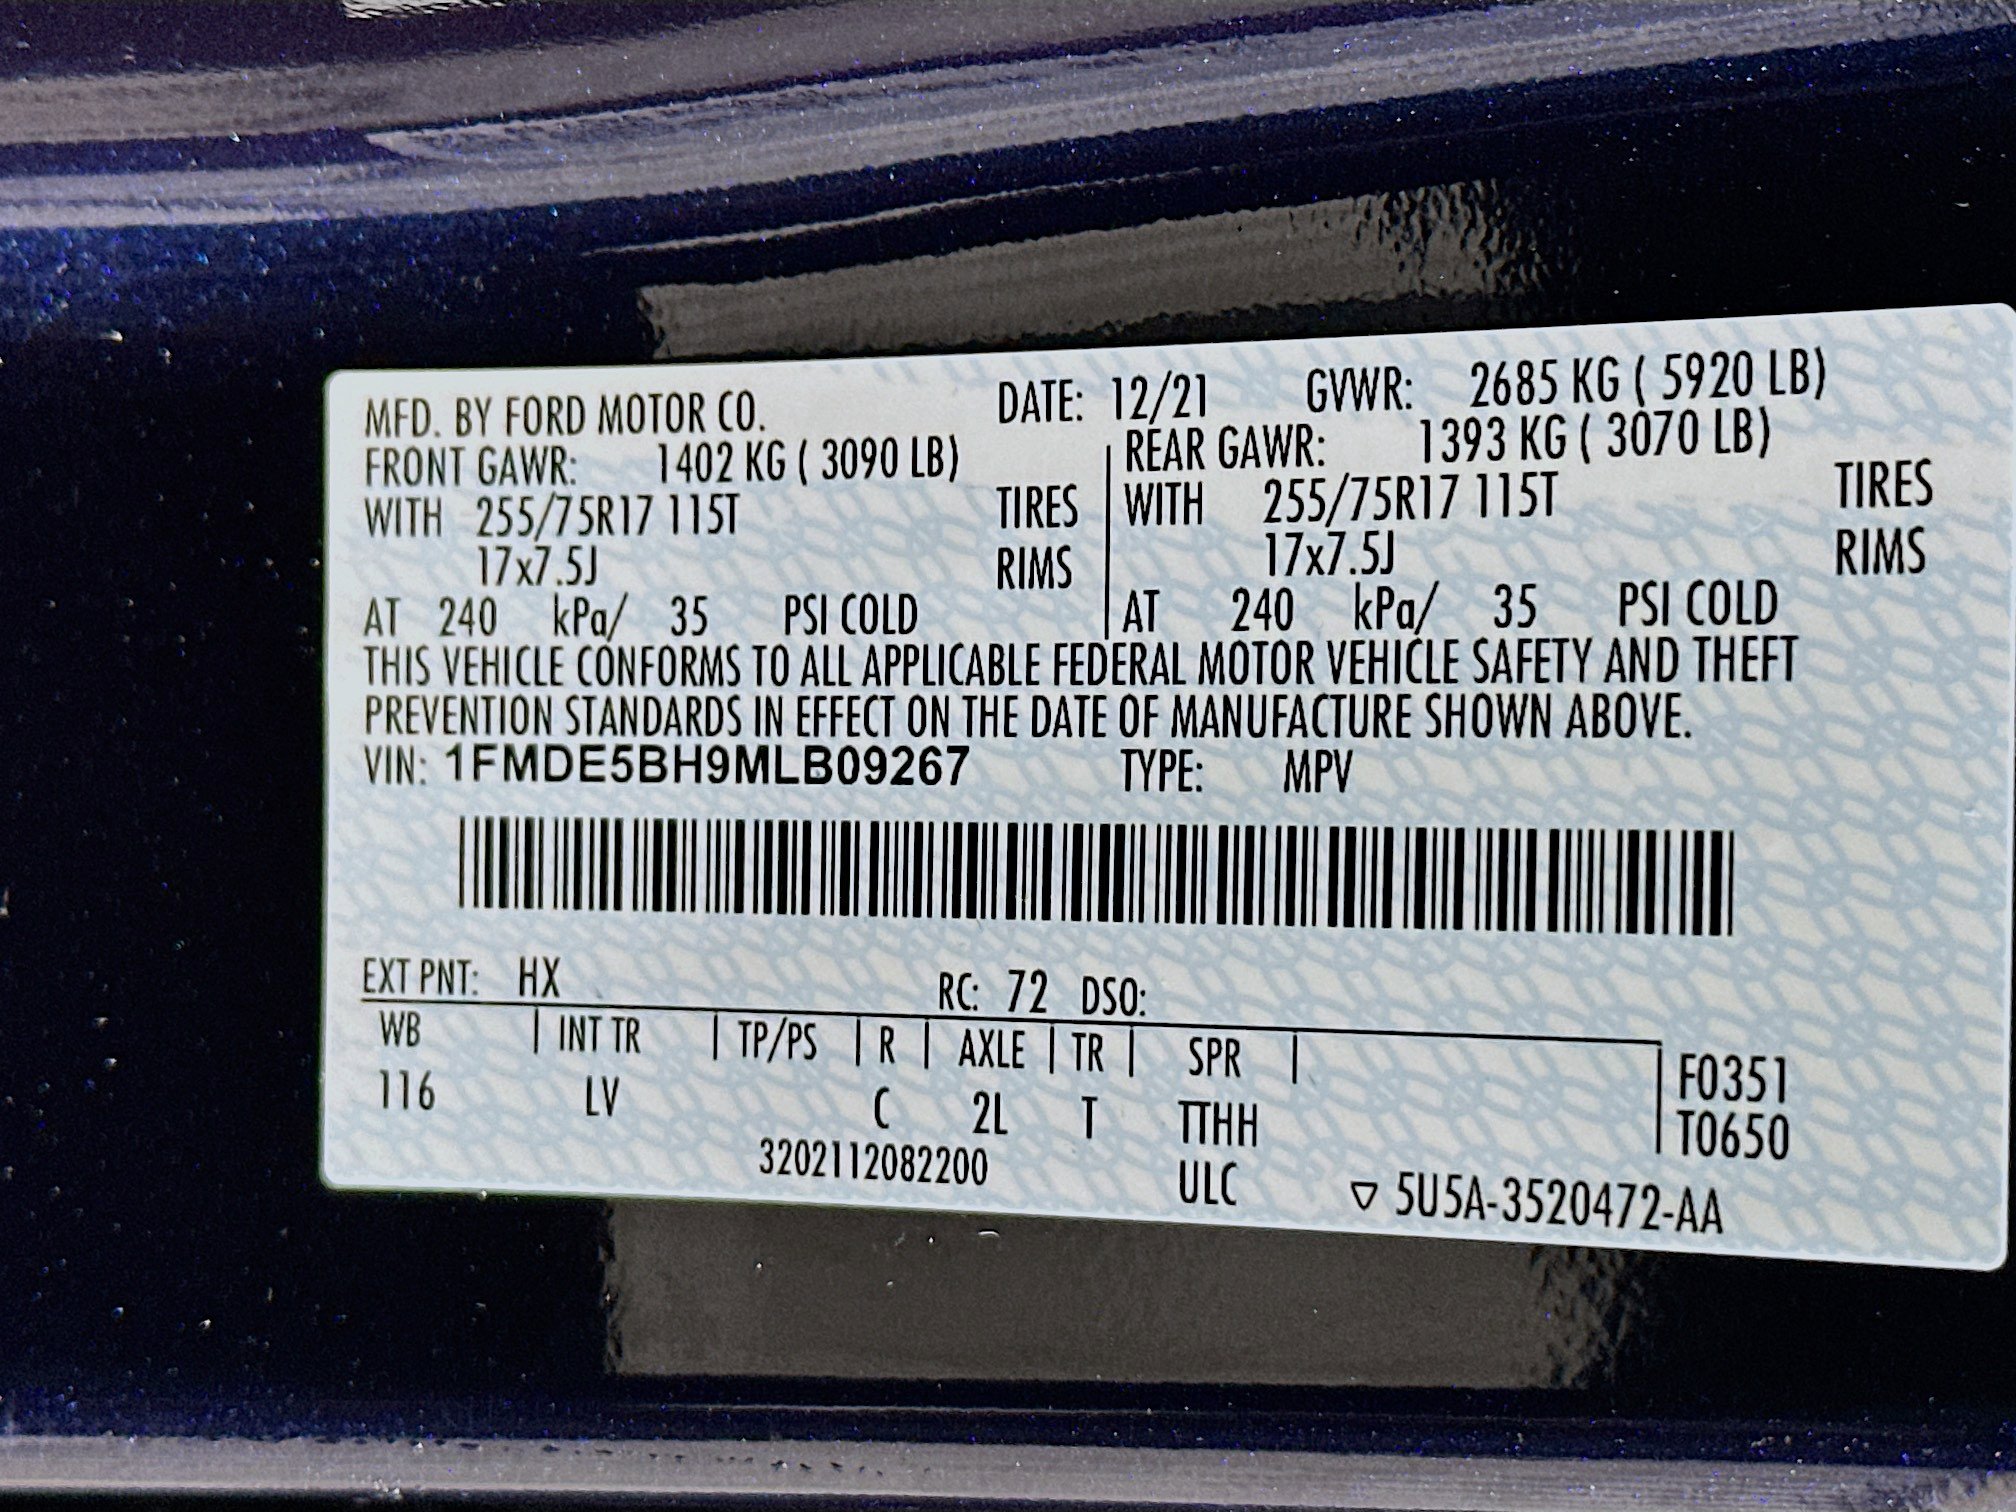 MFD. BY FORD MOTOR CO. DATE: 12/21 GVWR: 2685 KG ( 5920 LB)
FRONT GAWR: 1402 KG ( 3090 LB) REAR GAWR: 1393 KG ( 3070 LB)
WITH 255/75R17 115T TIRES WITH 255/75R17 115T TIRES
17x7.5J RIMS 17x7.5J RIMS
AT 240 kPa/ 35 PSI COLD AT 240 kPa/ 35 PSI COLD
THIS VEHICLE CONFORMS TO ALL APPLICABLE FEDERAL MOTOR VEHICLE SAFETY AND THEFT
PREVENTION STANDARDS IN EFFECT ON THE DATE OF MANUFACTURE SHOWN ABOVE.
VIN: 1FMDE5BH9MLB09267 TYPE: MPV
EXT PNT: HX RC: 72 DSO:
WB INT TR TP/PS R AXLE TR SPR F0351
116 LV C 2L T TTHH T0650
3202112082200 ULC ▽ 5U5A-3520472-AA